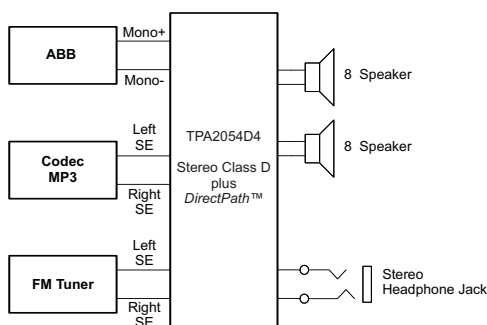 ABB
Mono+
Mono-
Codec
MP3
Left
SE
Right
SE
FM Tuner
Left
SE
Right
SE
TPA2054D4
Stereo Class D
plus
DirectPath™
8 Speaker
8 Speaker
Stereo
Headphone Jack